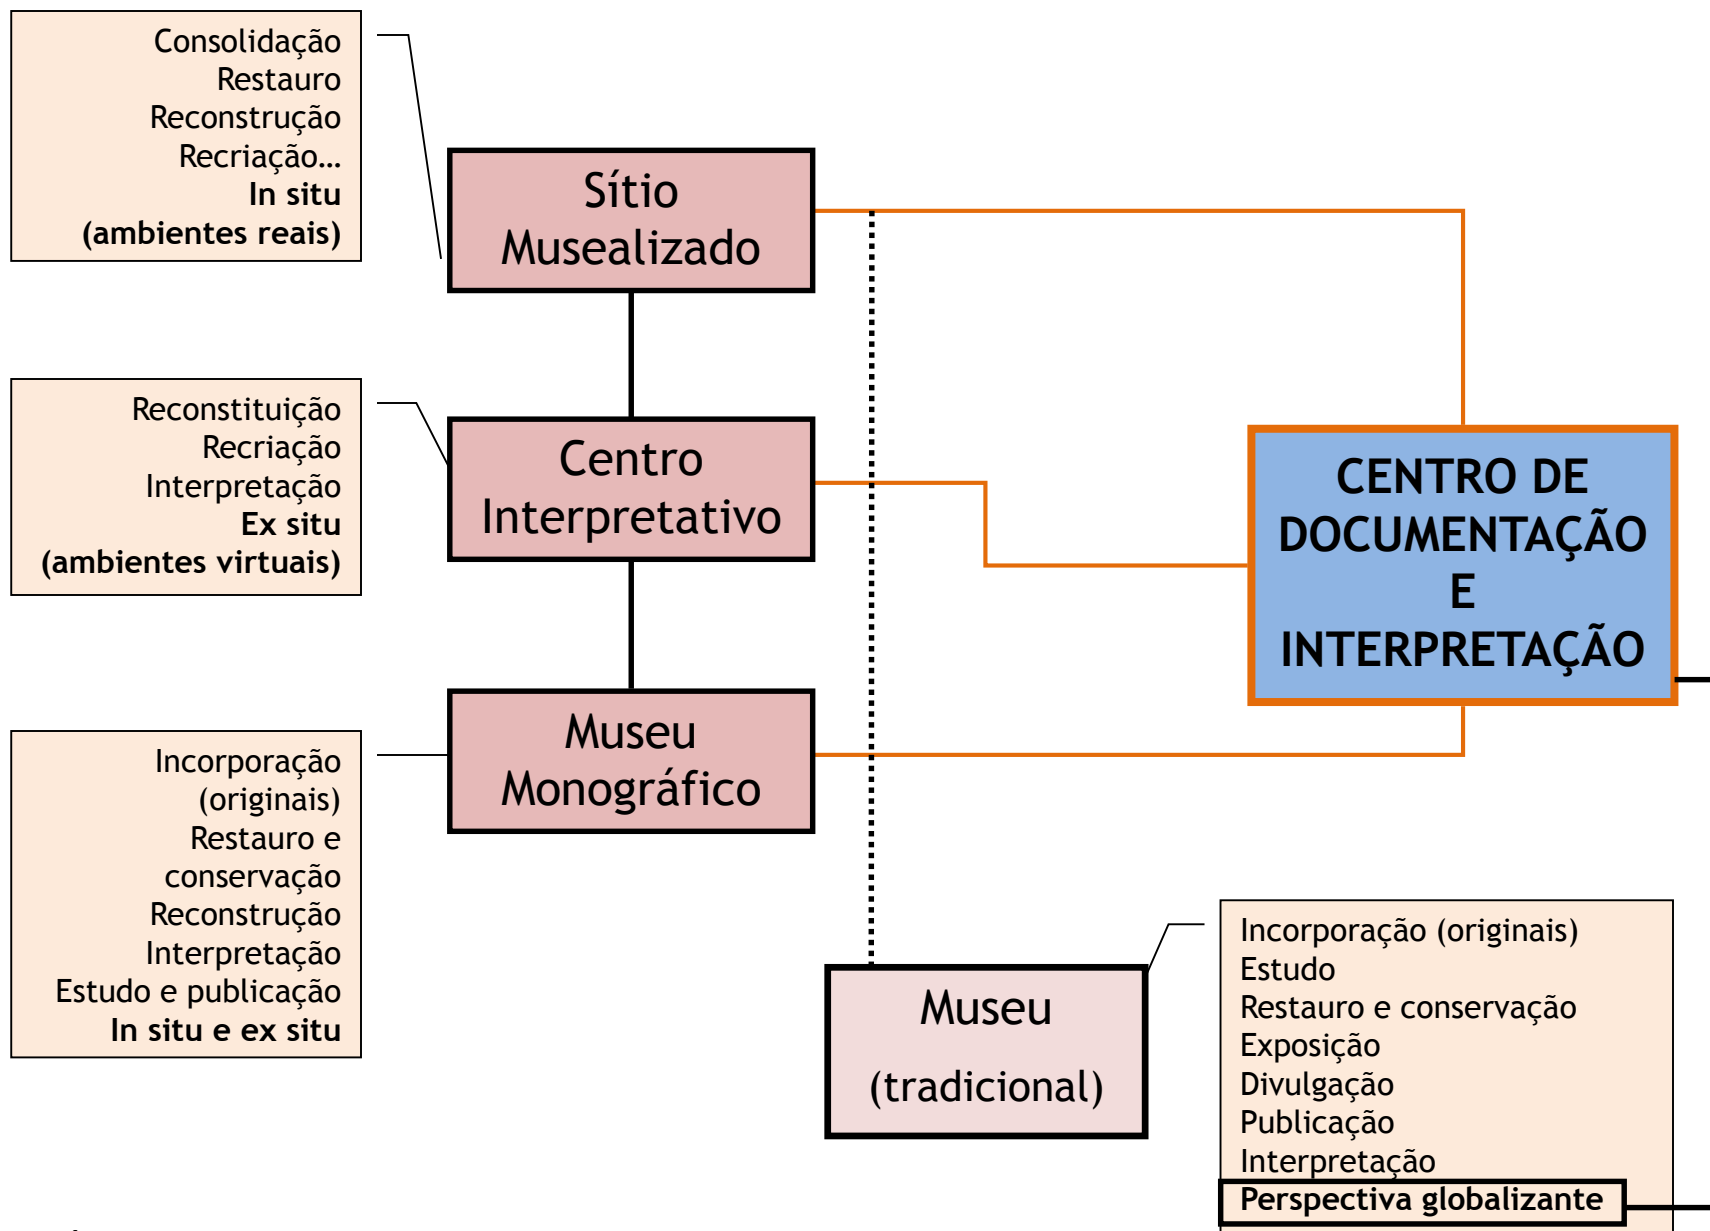 Consolidação
Restauro
Reconstrução
Recriação…
In situ
(ambientes reais)
Sítio
Musealizado
Reconstituição
Recriação
Interpretação
Ex situ
(ambientes virtuais)
Centro
Interpretativo
CENTRO DE
DOCUMENTAÇÃO
E
INTERPRETAÇÃO
Museu
Monográfico
Incorporação
(originais)
Restauro e
conservação
Reconstrução
Interpretação
Estudo e publicação
In situ e ex situ
Museu
(tradicional)
Incorporação (originais)
Estudo
Restauro e conservação
Exposição
Divulgação
Publicação
Interpretação
Perspectiva globalizante